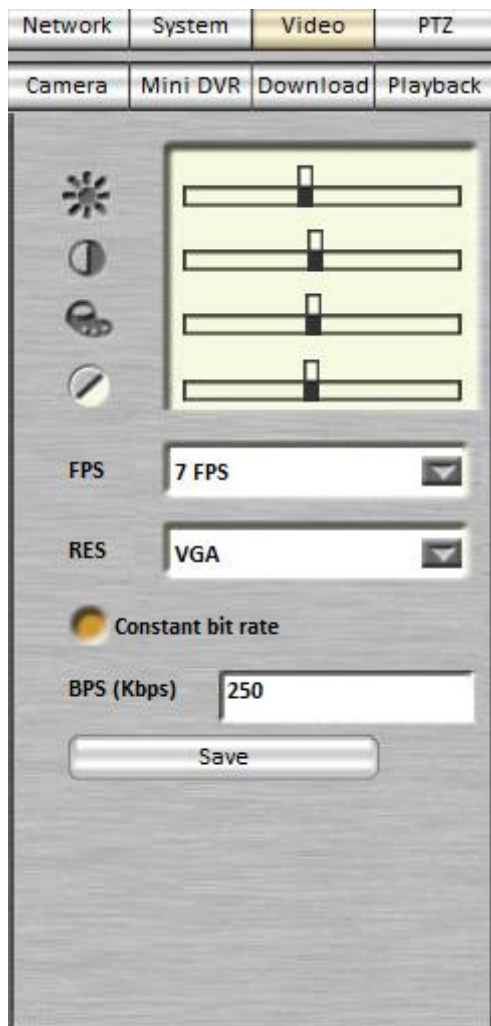 Network System Video PTZ
Camera Mini DVR Download Playback
FPS 7 FPS
RES VGA
Constant bit rate
BPS (Kbps) 250
Save